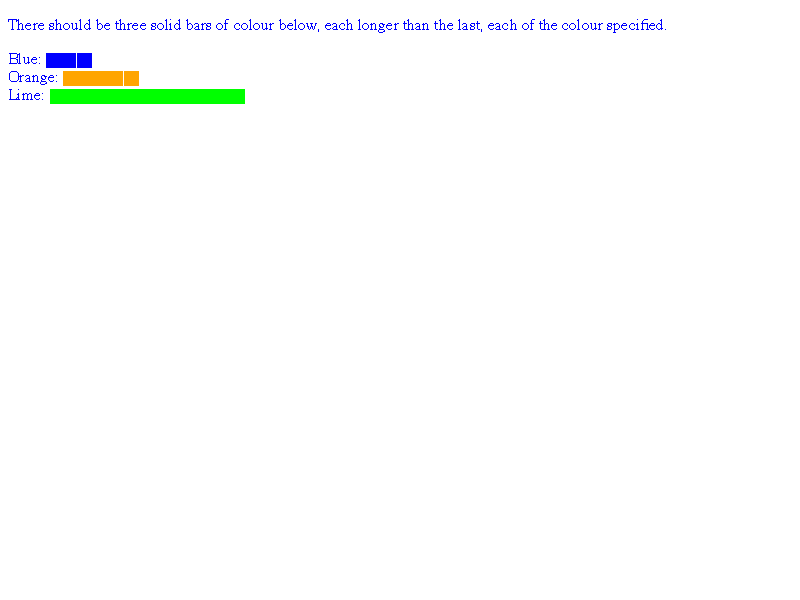 There should be three solid bars of colour below, each longer than the last, each of the colour specified.
Blue:
Orange:
Lime: